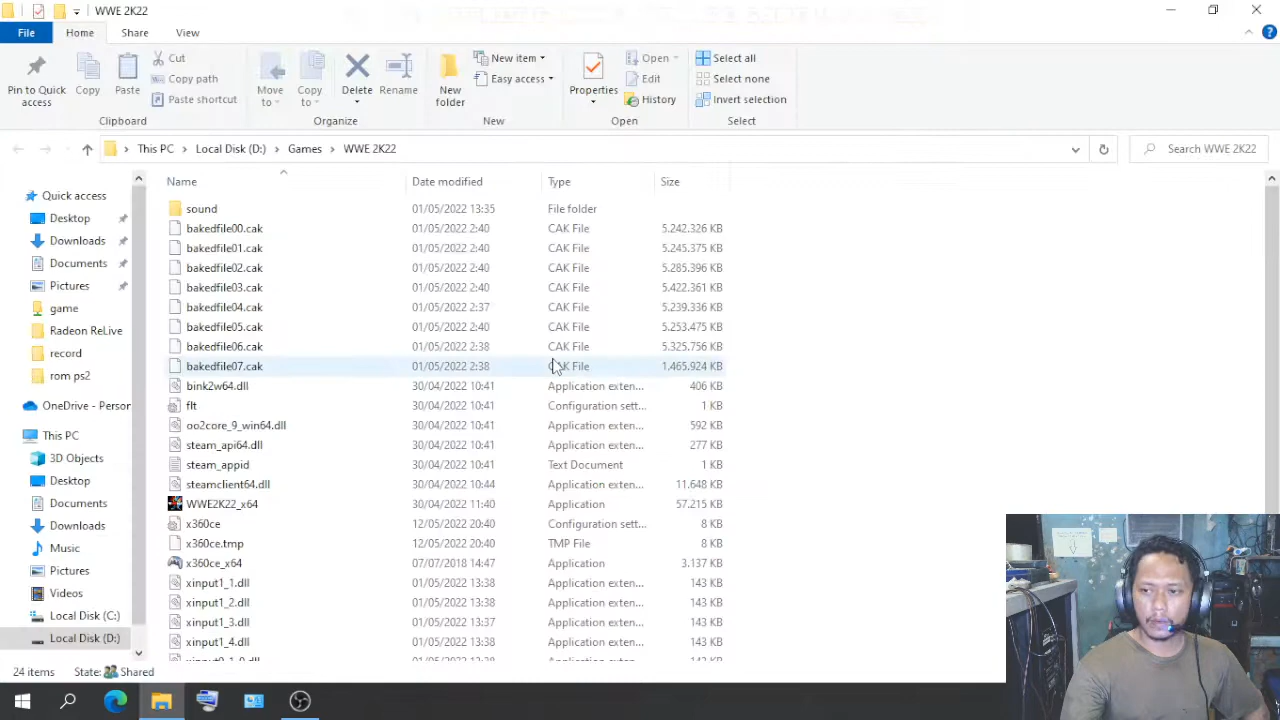 WWE 2K22
File
Home
Share
View
Pin to Quick access
Copy
Paste
Cut
Copy path
Paste shortcut
Clipboard
Move to
Copy to
Delete
Rename
Organize
New folder
New item
Easy access
New
Properties
Open
Edit
History
Open
Select all
Select none
Invert selection
Select
This PC > Local Disk (D:) > Games > WWE 2K22
Search WWE 2K22
Name Date modified Type Size
sound 01/05/2022 13:35 File folder
bakedfile00.cak 01/05/2022 2:40 CAK File 5.242.326 KB
bakedfile01.cak 01/05/2022 2:40 CAK File 5.245.375 KB
bakedfile02.cak 01/05/2022 2:40 CAK File 5.285.396 KB
bakedfile03.cak 01/05/2022 2:40 CAK File 5.422.361 KB
bakedfile04.cak 01/05/2022 2:37 CAK File 5.239.336 KB
bakedfile05.cak 01/05/2022 2:40 CAK File 5.253.475 KB
bakedfile06.cak 01/05/2022 2:38 CAK File 5.325.756 KB
bakedfile07.cak 01/05/2022 2:38 CAK File 1.465.924 KB
bink2w64.dll 30/04/2022 10:41 Application exten... 406 KB
flt 30/04/2022 10:41 Configuration sett... 1 KB
oo2core_9_win64.dll 30/04/2022 10:41 Application exten... 592 KB
steam_api64.dll 30/04/2022 10:41 Application exten... 277 KB
steam_appid 30/04/2022 10:41 Text Document 1 KB
steamclient64.dll 30/04/2022 10:44 Application exten... 11.648 KB
WWE2K22_x64 30/04/2022 11:40 Application 57.215 KB
x360ce 12/05/2022 20:40 Configuration sett... 8 KB
x360ce.tmp 12/05/2022 20:40 TMP File 8 KB
x360ce_x64 07/07/2018 14:47 Application 3.137 KB
xinput1_1.dll 01/05/2022 13:38 Application exten... 143 KB
xinput1_2.dll 01/05/2022 13:38 Application exten... 143 KB
xinput1_3.dll 01/05/2022 13:37 Application exten... 143 KB
xinput1_4.dll 01/05/2022 13:38 Application exten... 143 KB
Quick access
Desktop
Downloads
Documents
Pictures
game
Radeon ReLive
record
rom ps2
OneDrive - Person
This PC
3D Objects
Desktop
Documents
Downloads
Music
Pictures
Videos
Local Disk (C:)
Local Disk (D:)
24 items State: Shared